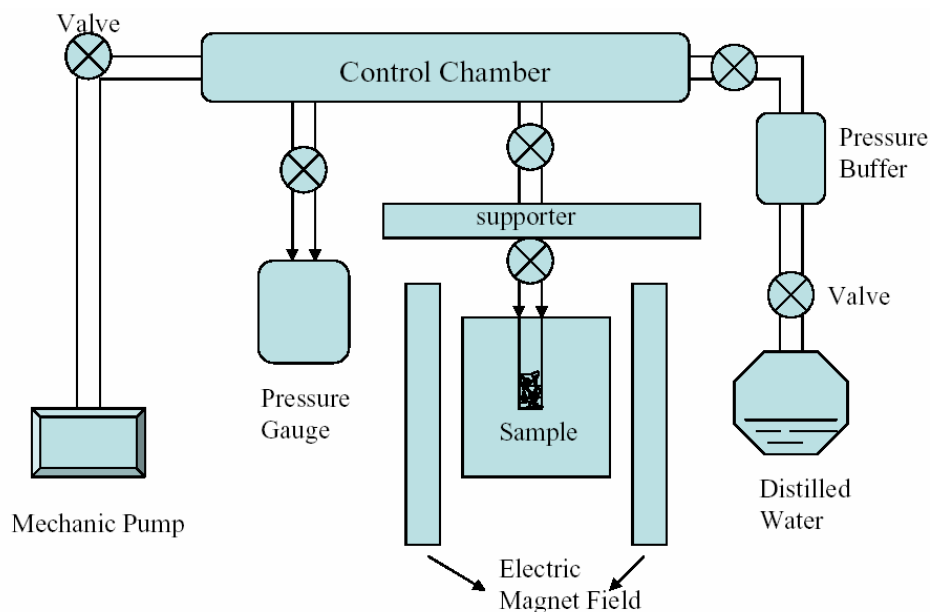 Valve
Control Chamber
Pressure
Buffer
supporter
Valve
Pressure
Gauge
Sample
Distilled
Water
Mechanic Pump
Electric
Magnet Field